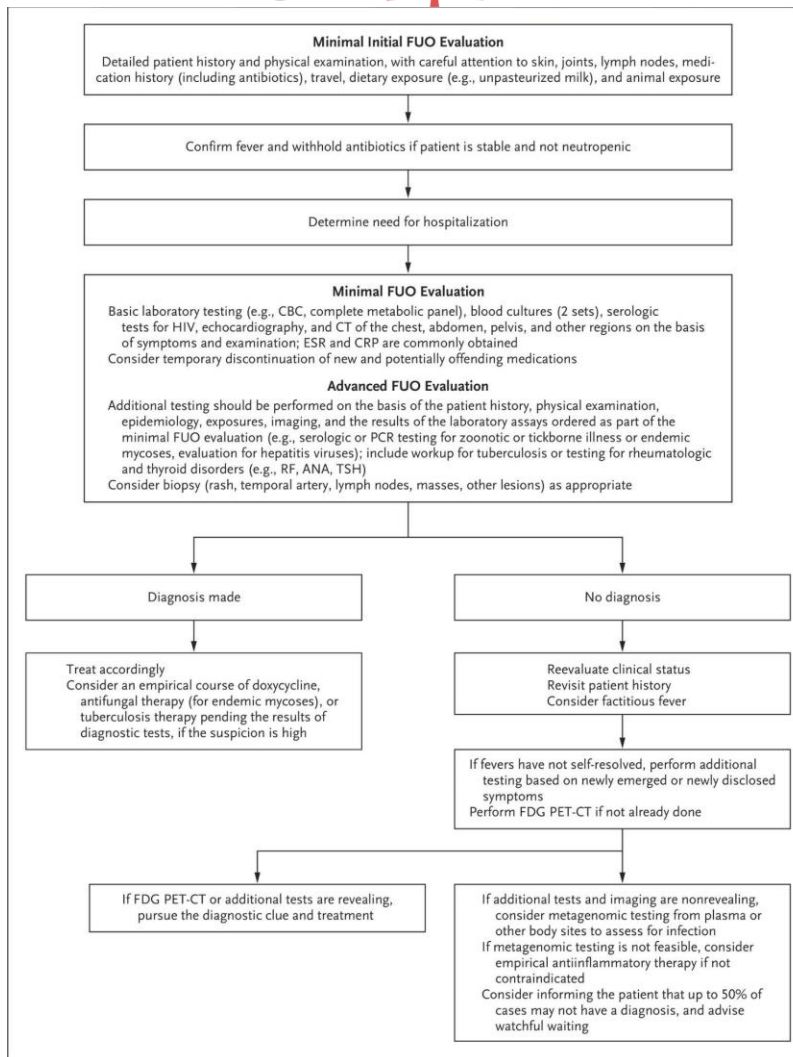 Minimal Initial FUO Evaluation
Detailed patient history and physical examination, with careful attention to skin, joints, lymph nodes, medi-
cation history (including antibiotics), travel, dietary exposure (e.g., unpasteurized milk), and animal exposure
Confirm fever and withhold antibiotics if patient is stable and not neutropenic
Determine need for hospitalization
Minimal FUO Evaluation
Basic laboratory testing (e.g., CBC, complete metabolic panel), blood cultures (2 sets), serologic
tests for HIV, echocardiography, and CT of the chest, abdomen, pelvis, and other regions on the basis
of symptoms and examination; ESR and CRP are commonly obtained
Consider temporary discontinuation of new and potentially offending medications
Advanced FUO Evaluation
Additional testing should be performed on the basis of the patient history, physical examination,
epidemiology, exposures, imaging, and the results of the laboratory assays ordered as part of the
minimal FUO evaluation (e.g., serologic or PCR testing for zoonotic or tickborne illness or endemic
mycoses, evaluation for hepatitis viruses); include workup for tuberculosis or testing for rheumatologic
and thyroid disorders (e.g., RF, ANA, TSH)
Consider biopsy (rash, temporal artery, lymph nodes, masses, other lesions) as appropriate
Diagnosis made
Treat accordingly
Consider an empirical course of doxycycline,
antifungal therapy (for endemic mycoses), or
tuberculosis therapy pending the results of
diagnostic tests, if the suspicion is high
No diagnosis
Reevaluate clinical status
Revisit patient history
Consider factitious fever
If fevers have not self-resolved, perform additional
testing based on newly emerged or newly disclosed
symptoms
Perform FDG PET-CT if not already done
If FDG PET-CT or additional tests are revealing,
pursue the diagnostic clue and treatment
If additional tests and imaging are nonrevealing,
consider metagenomic testing from plasma or
other body sites to assess for infection
If metagenomic testing is not feasible, consider
empirical antiinflammatory therapy if not
contraindicated
Consider informing the patient that up to 50% of
cases may not have a diagnosis, and advise
watchful waiting